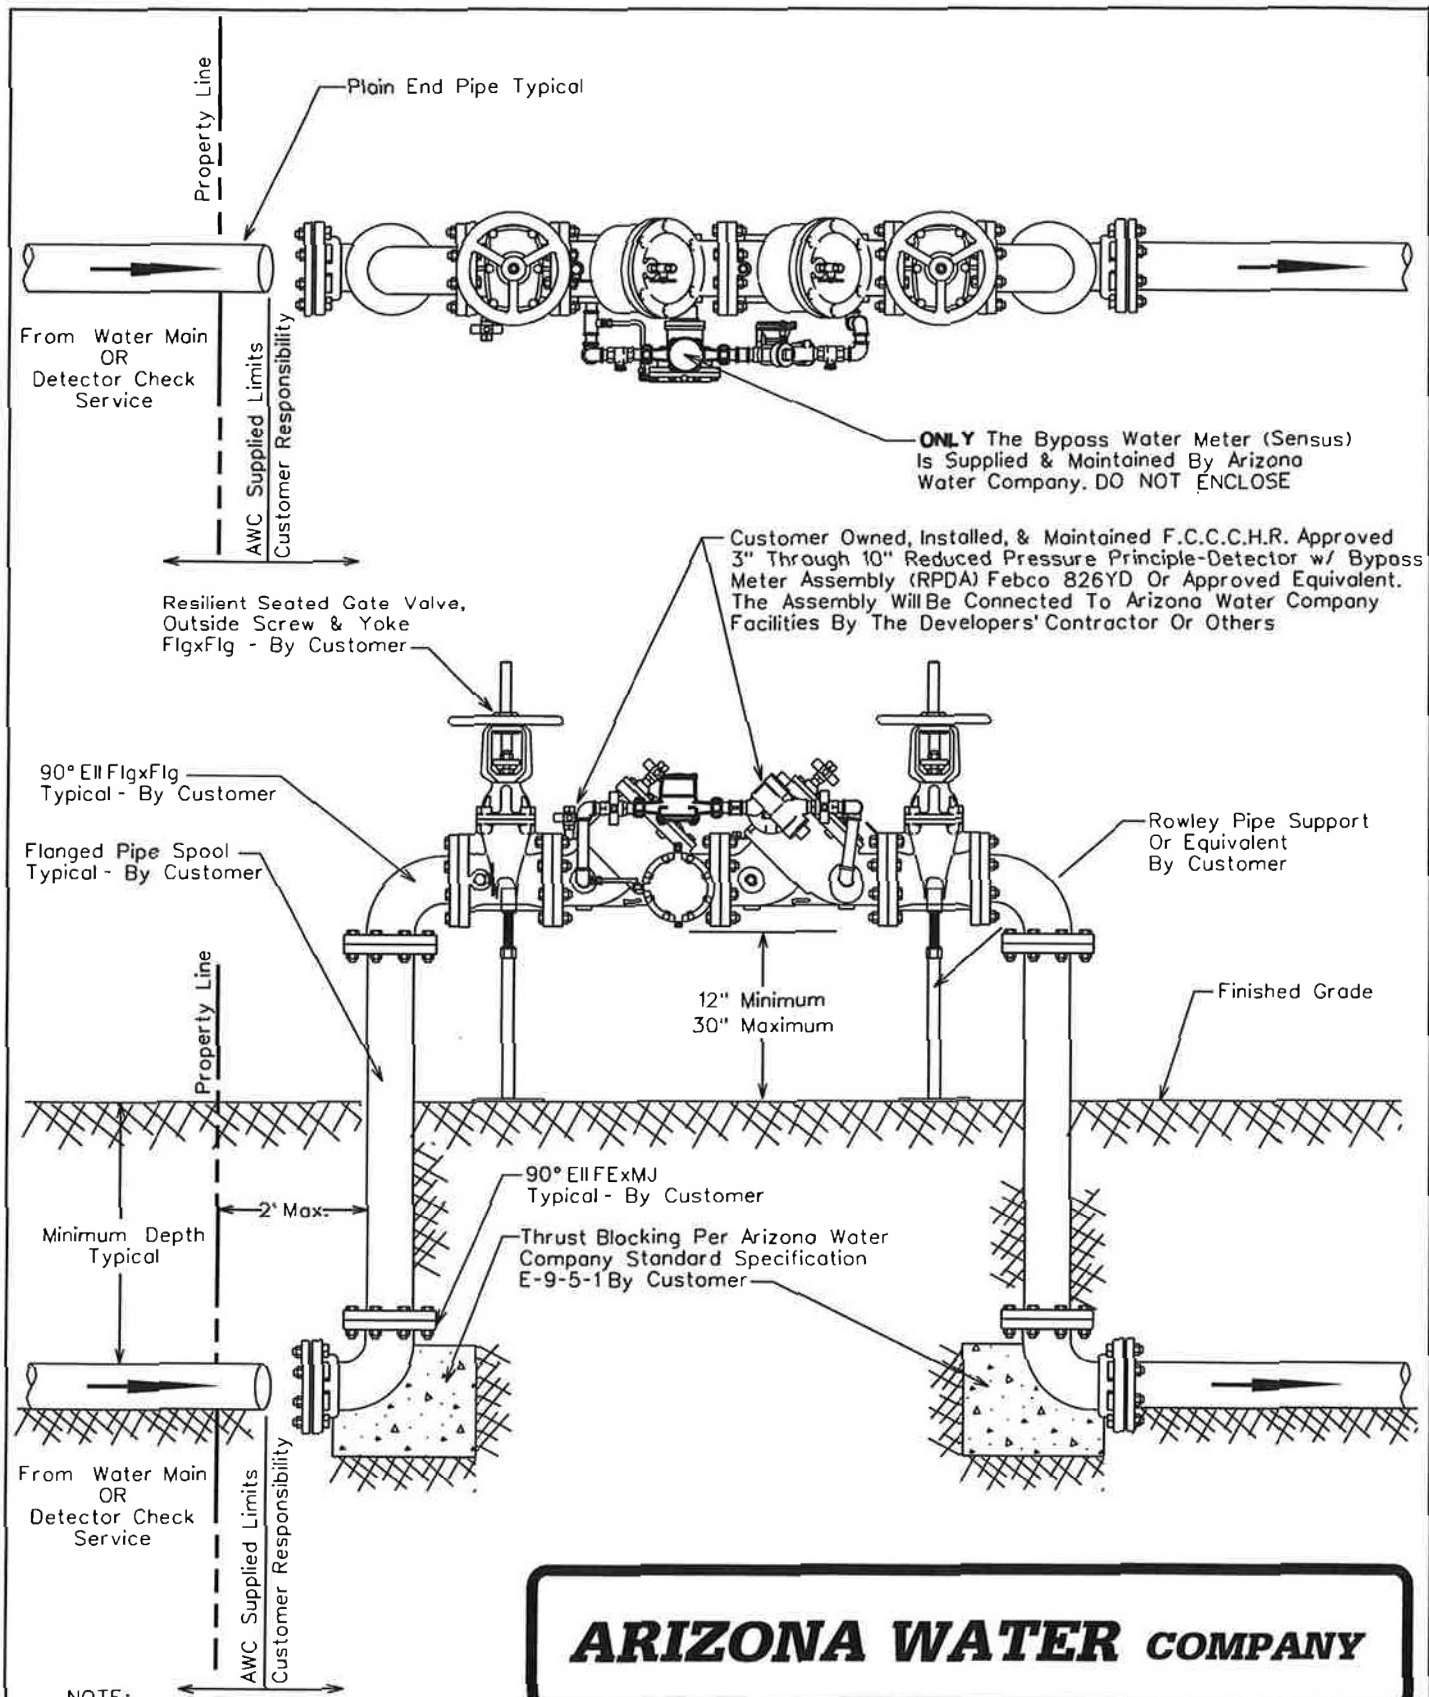 Property Line
Plain End Pipe Typical
From Water Main
OR
Detector Check
Service
AWC Supplied Limits
Customer Responsibility
ONLY The Bypass Water Meter (Sensus)
Is Supplied & Maintained By Arizona
Water Company. DO NOT ENCLOSE
Customer Owned, Installed, & Maintained F.C.C.C.H.R. Approved
3" Through 10" Reduced Pressure Principle-Detector w/ Bypass
Meter Assembly (RPDA) Febco 826YD Or Approved Equivalent.
The Assembly Will Be Connected To Arizona Water Company
Facilities By The Developers' Contractor Or Others
Resilient Seated Gate Valve,
Outside Screw & Yoke
FlgxFlg - By Customer
90° Ell FlgxFlg
Typical - By Customer
Flanged Pipe Spool
Typical - By Customer
Rowley Pipe Support
Or Equivalent
By Customer
Property Line
12" Minimum
30" Maximum
Finished Grade
90° Ell FExMJ
Typical - By Customer
2' Max.
Minimum Depth
Typical
Thrust Blocking Per Arizona Water
Company Standard Specification
E-9-5-1 By Customer
From Water Main
OR
Detector Check
Service
AWC Supplied Limits
Customer Responsibility
ARIZONA WATER COMPANY
NOTE: